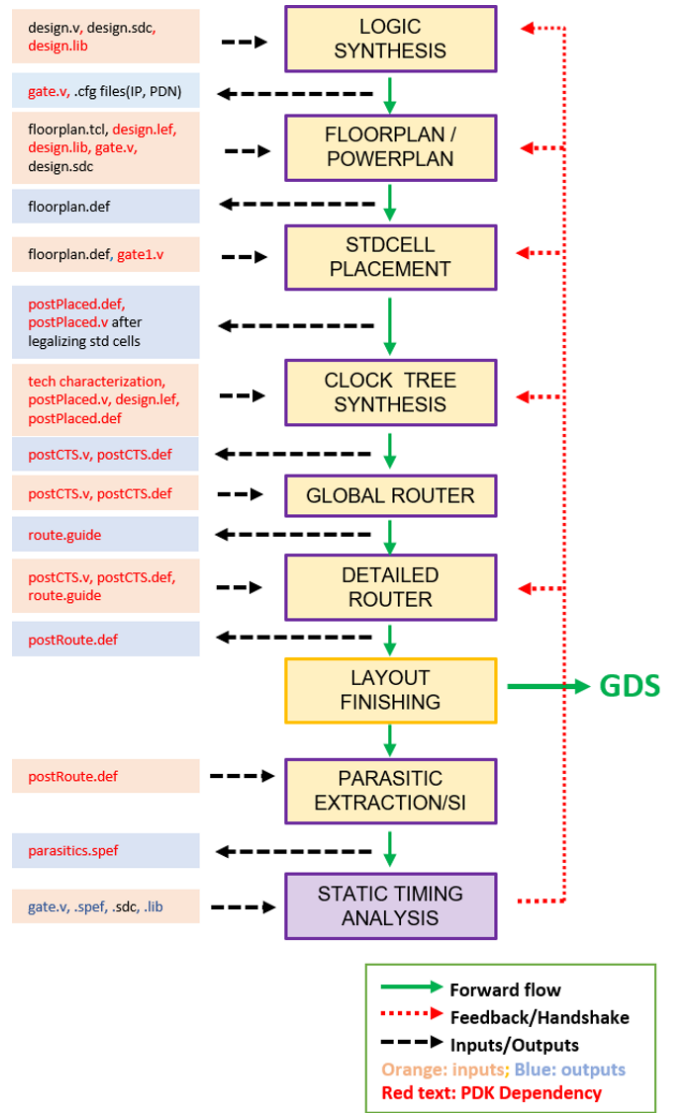 design.v, design.sdc,
design.lib
LOGIC
SYNTHESIS
gate.v, .cfg files(IP, PDN)
floorplan.tcl, design.lef,
design.lib, gate.v,
design.sdc
FLOORPLAN /
POWERPLAN
floorplan.def
floorplan.def, gate1.v
STDCELL
PLACEMENT
postPlaced.def,
postPlaced.v after
legalizing std cells
tech characterization,
postPlaced.v, design.lef,
postPlaced.def
CLOCK TREE
SYNTHESIS
postCTS.v, postCTS.def
postCTS.v, postCTS.def
GLOBAL ROUTER
route.guide
postCTS.v, postCTS.def,
route.guide
DETAILED
ROUTER
postRoute.def
LAYOUT
FINISHING
GDS
postRoute.def
PARASITIC
EXTRACTION/SI
parasitics.spef
gate.v, .spef, .sdc, .lib
STATIC TIMING
ANALYSIS
Forward flow
Feedback/Handshake
Inputs/Outputs
Orange: inputs; Blue: outputs
Red text: PDK Dependency